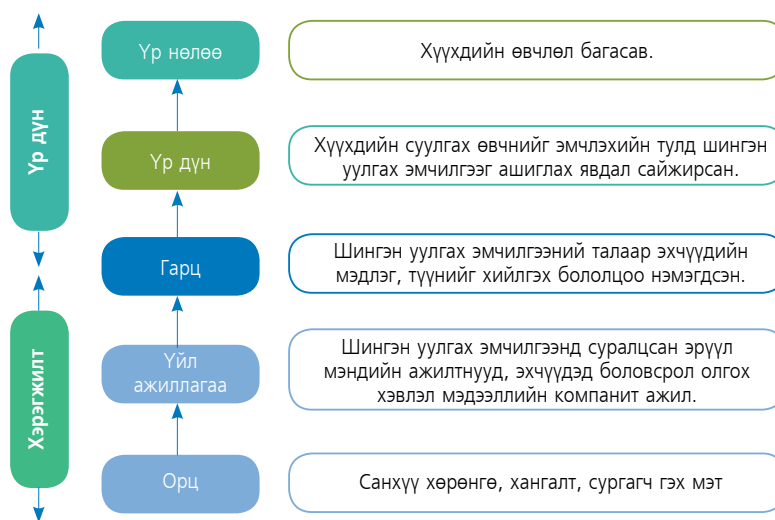 Үр дүн
Хэрэгжилт
Үр нөлөө
Хүүхдийн өвчлөл багасав.
Үр дүн
Хүүхдийн суулгах өвчнийг эмчлэхийн тулд шингэн
уулгах эмчилгээг ашиглах явдал сайжирсан.
Гарц
Шингэн уулгах эмчилгээний талаар эхчүүдийн
мэдлэг, түүнийг хийлгэх бололцоо нэмэгдсэн.
Үйл
ажиллагаа
Шингэн уулгах эмчилгээнд суралцсан эрүүл
мэндийн ажилтнууд, эхчүүдэд боловсрол олгох
хэвлэл мэдээллийн компанит ажил.
Орц
Санхүү хөрөнгө, хангалт, сургагч гэх мэт